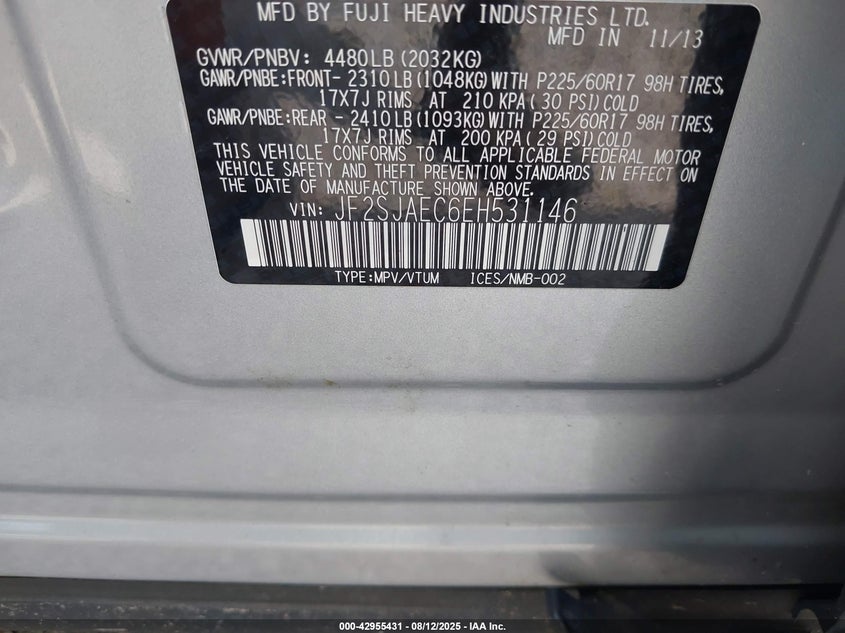 MFD BY FUJI HEAVY INDUSTRIES LTD.
MFD IN 11/13
GVWR/PNBV: 4480LB(2032KG)
GAWR/PNBE:FRONT- 2310LB(1048KG)WITH P225/60R17 98H TIRES,
17X7J RIMS AT 210 KPA( 30 PSI)COLD
GAWR/PNBE:REAR - 2410LB(1093KG)WITH P225/60R17 98H TIRES,
17X7J RIMS AT 200 KPA( 29 PSI)COLD
THIS VEHICLE CONFORMS TO ALL APPLICABLE FEDERAL MOTOR
VEHICLE SAFETY AND THEFT PREVENTION STANDARDS IN EFFECT ON
THE DATE OF MANUFACTURE SHOWN ABOVE.
VIN: JF2SJAEC6EH531146
TYPE:MPV/VTUM ICES/NMB-002
000-42955431 - 08/12/2025 - IAA Inc.